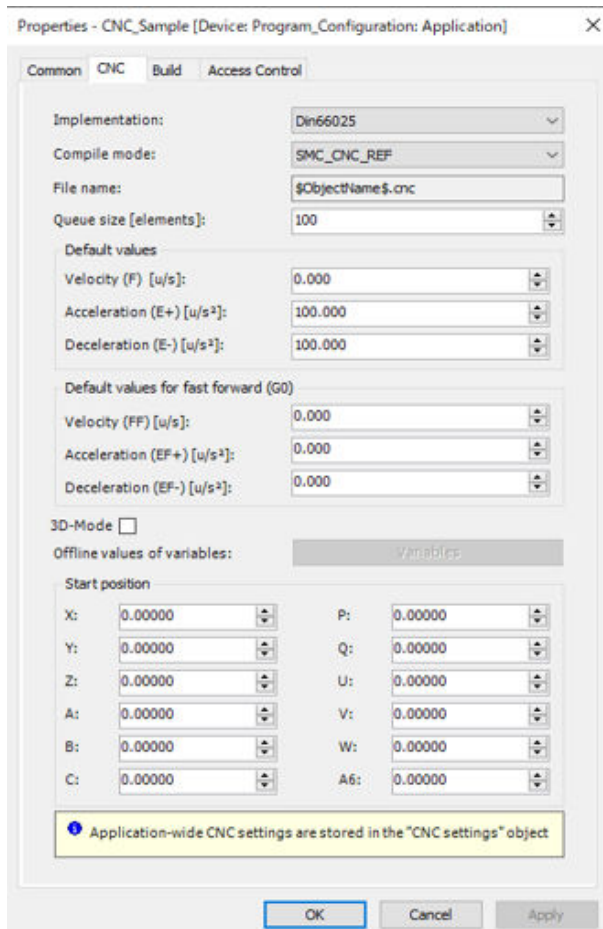 Properties - CNC_Sample [Device: Program_Configuration: Application]
Common CNC Build Access Control
Implementation: Din66025
Compile mode: SMC_CNC_REF
File name: $ObjectName$.cnc
Queue size [elements]: 100
Default values
Velocity (F) [u/s]: 0.000
Acceleration (E+) [u/s²]: 100.000
Deceleration (E-) [u/s²]: 100.000
Default values for fast forward (G0)
Velocity (FF) [u/s]: 0.000
Acceleration (EF+) [u/s²]: 0.000
Deceleration (EF-) [u/s²]: 0.000
3D-Mode
Offline values of variables: Variables
Start position
X: 0.00000 P: 0.00000
Y: 0.00000 Q: 0.00000
Z: 0.00000 U: 0.00000
A: 0.00000 V: 0.00000
B: 0.00000 W: 0.00000
C: 0.00000 A6: 0.00000
Application-wide CNC settings are stored in the "CNC settings" object
OK Cancel Apply